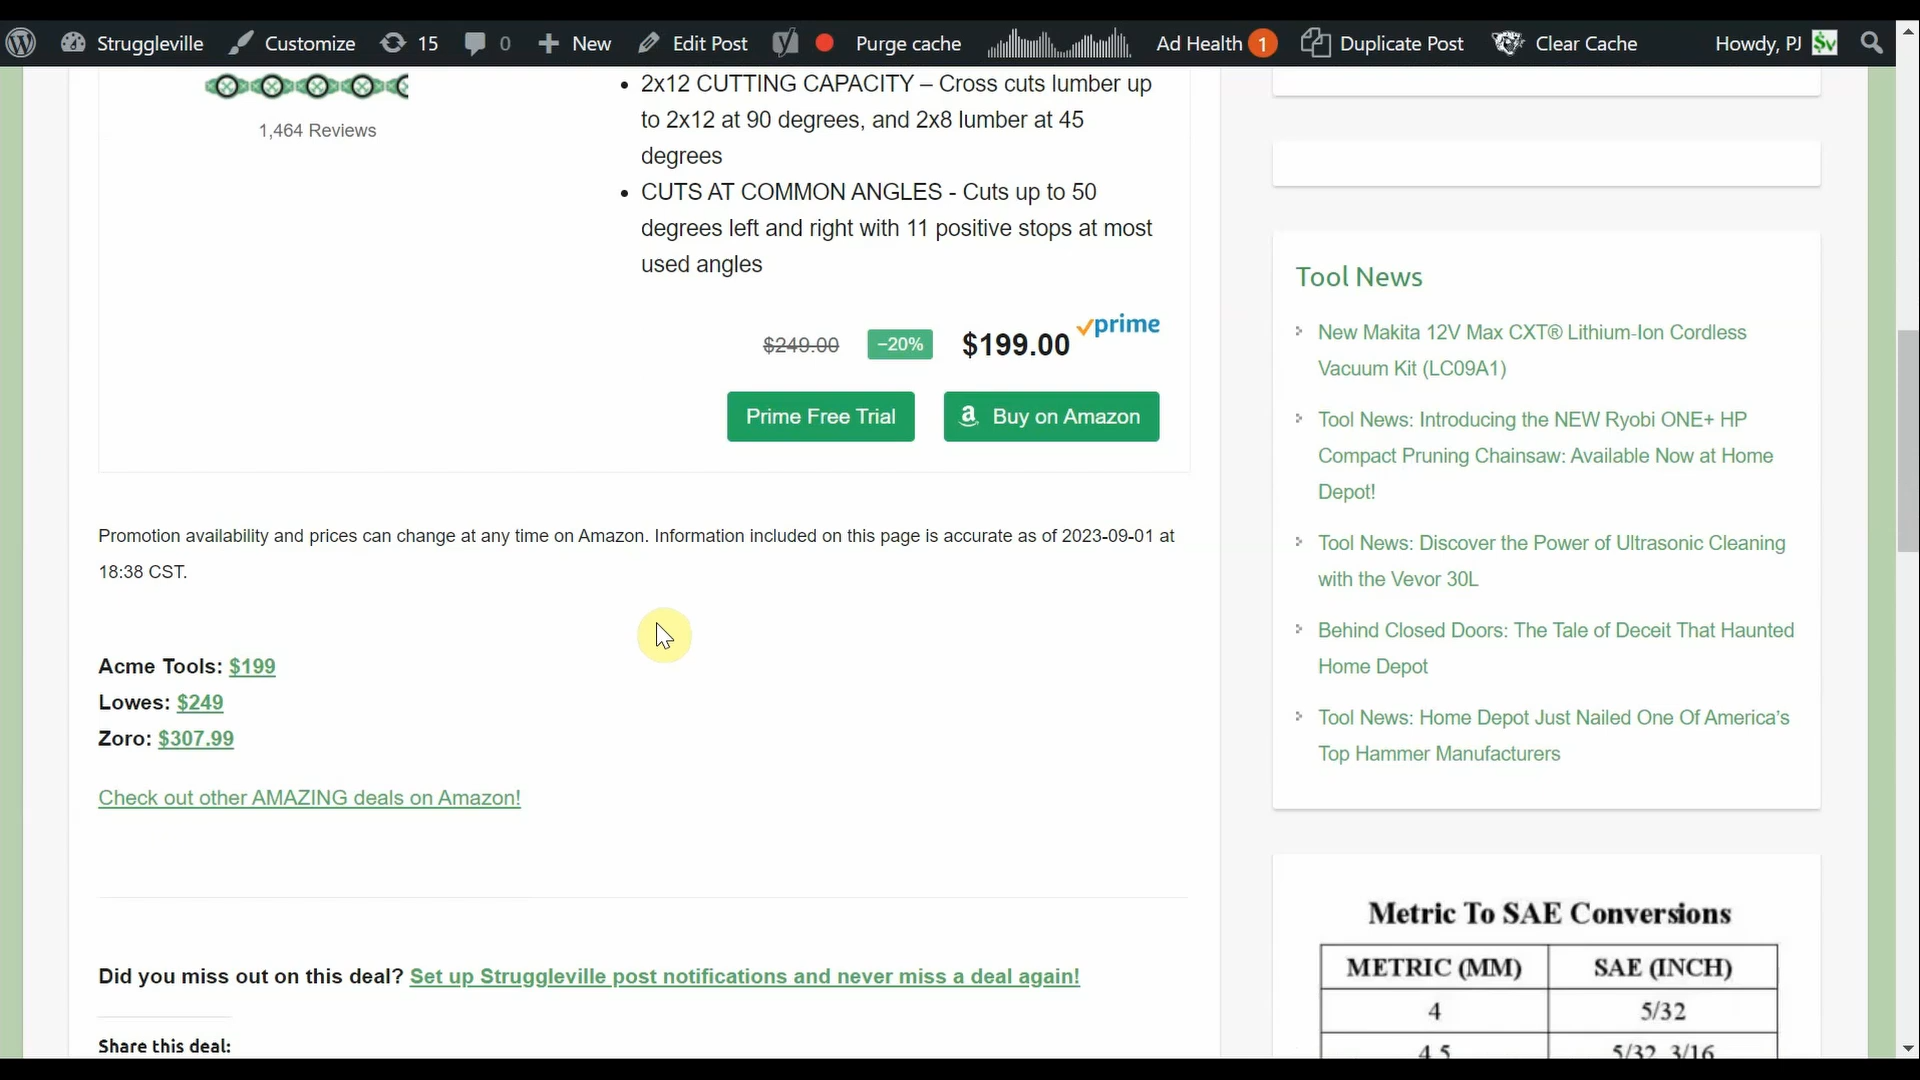 Struggleville Customize 15 0 New Edit Post Purge cache Ad Health 1 Duplicate Post Clear Cache Howdy, PJ $v
1,464 Reviews
• 2x12 CUTTING CAPACITY – Cross cuts lumber up
to 2x12 at 90 degrees, and 2x8 lumber at 45
degrees
• CUTS AT COMMON ANGLES - Cuts up to 50
degrees left and right with 11 positive stops at most
used angles
$249.00 −20% $199.00 prime
Prime Free Trial Buy on Amazon
Promotion availability and prices can change at any time on Amazon. Information included on this page is accurate as of 2023-09-01 at
18:38 CST.
Acme Tools: $199
Lowes: $249
Zoro: $307.99
Check out other AMAZING deals on Amazon!
Did you miss out on this deal? Set up Struggleville post notifications and never miss a deal again!
Share this deal:
Tool News
New Makita 12V Max CXT® Lithium-Ion Cordless
Vacuum Kit (LC09A1)
Tool News: Introducing the NEW Ryobi ONE+ HP
Compact Pruning Chainsaw: Available Now at Home
Depot!
Tool News: Discover the Power of Ultrasonic Cleaning
with the Vevor 30L
Behind Closed Doors: The Tale of Deceit That Haunted
Home Depot
Tool News: Home Depot Just Nailed One Of America's
Top Hammer Manufacturers
Metric To SAE Conversions
METRIC (MM) SAE (INCH)
4 5/32
4.5 5/32 3/16